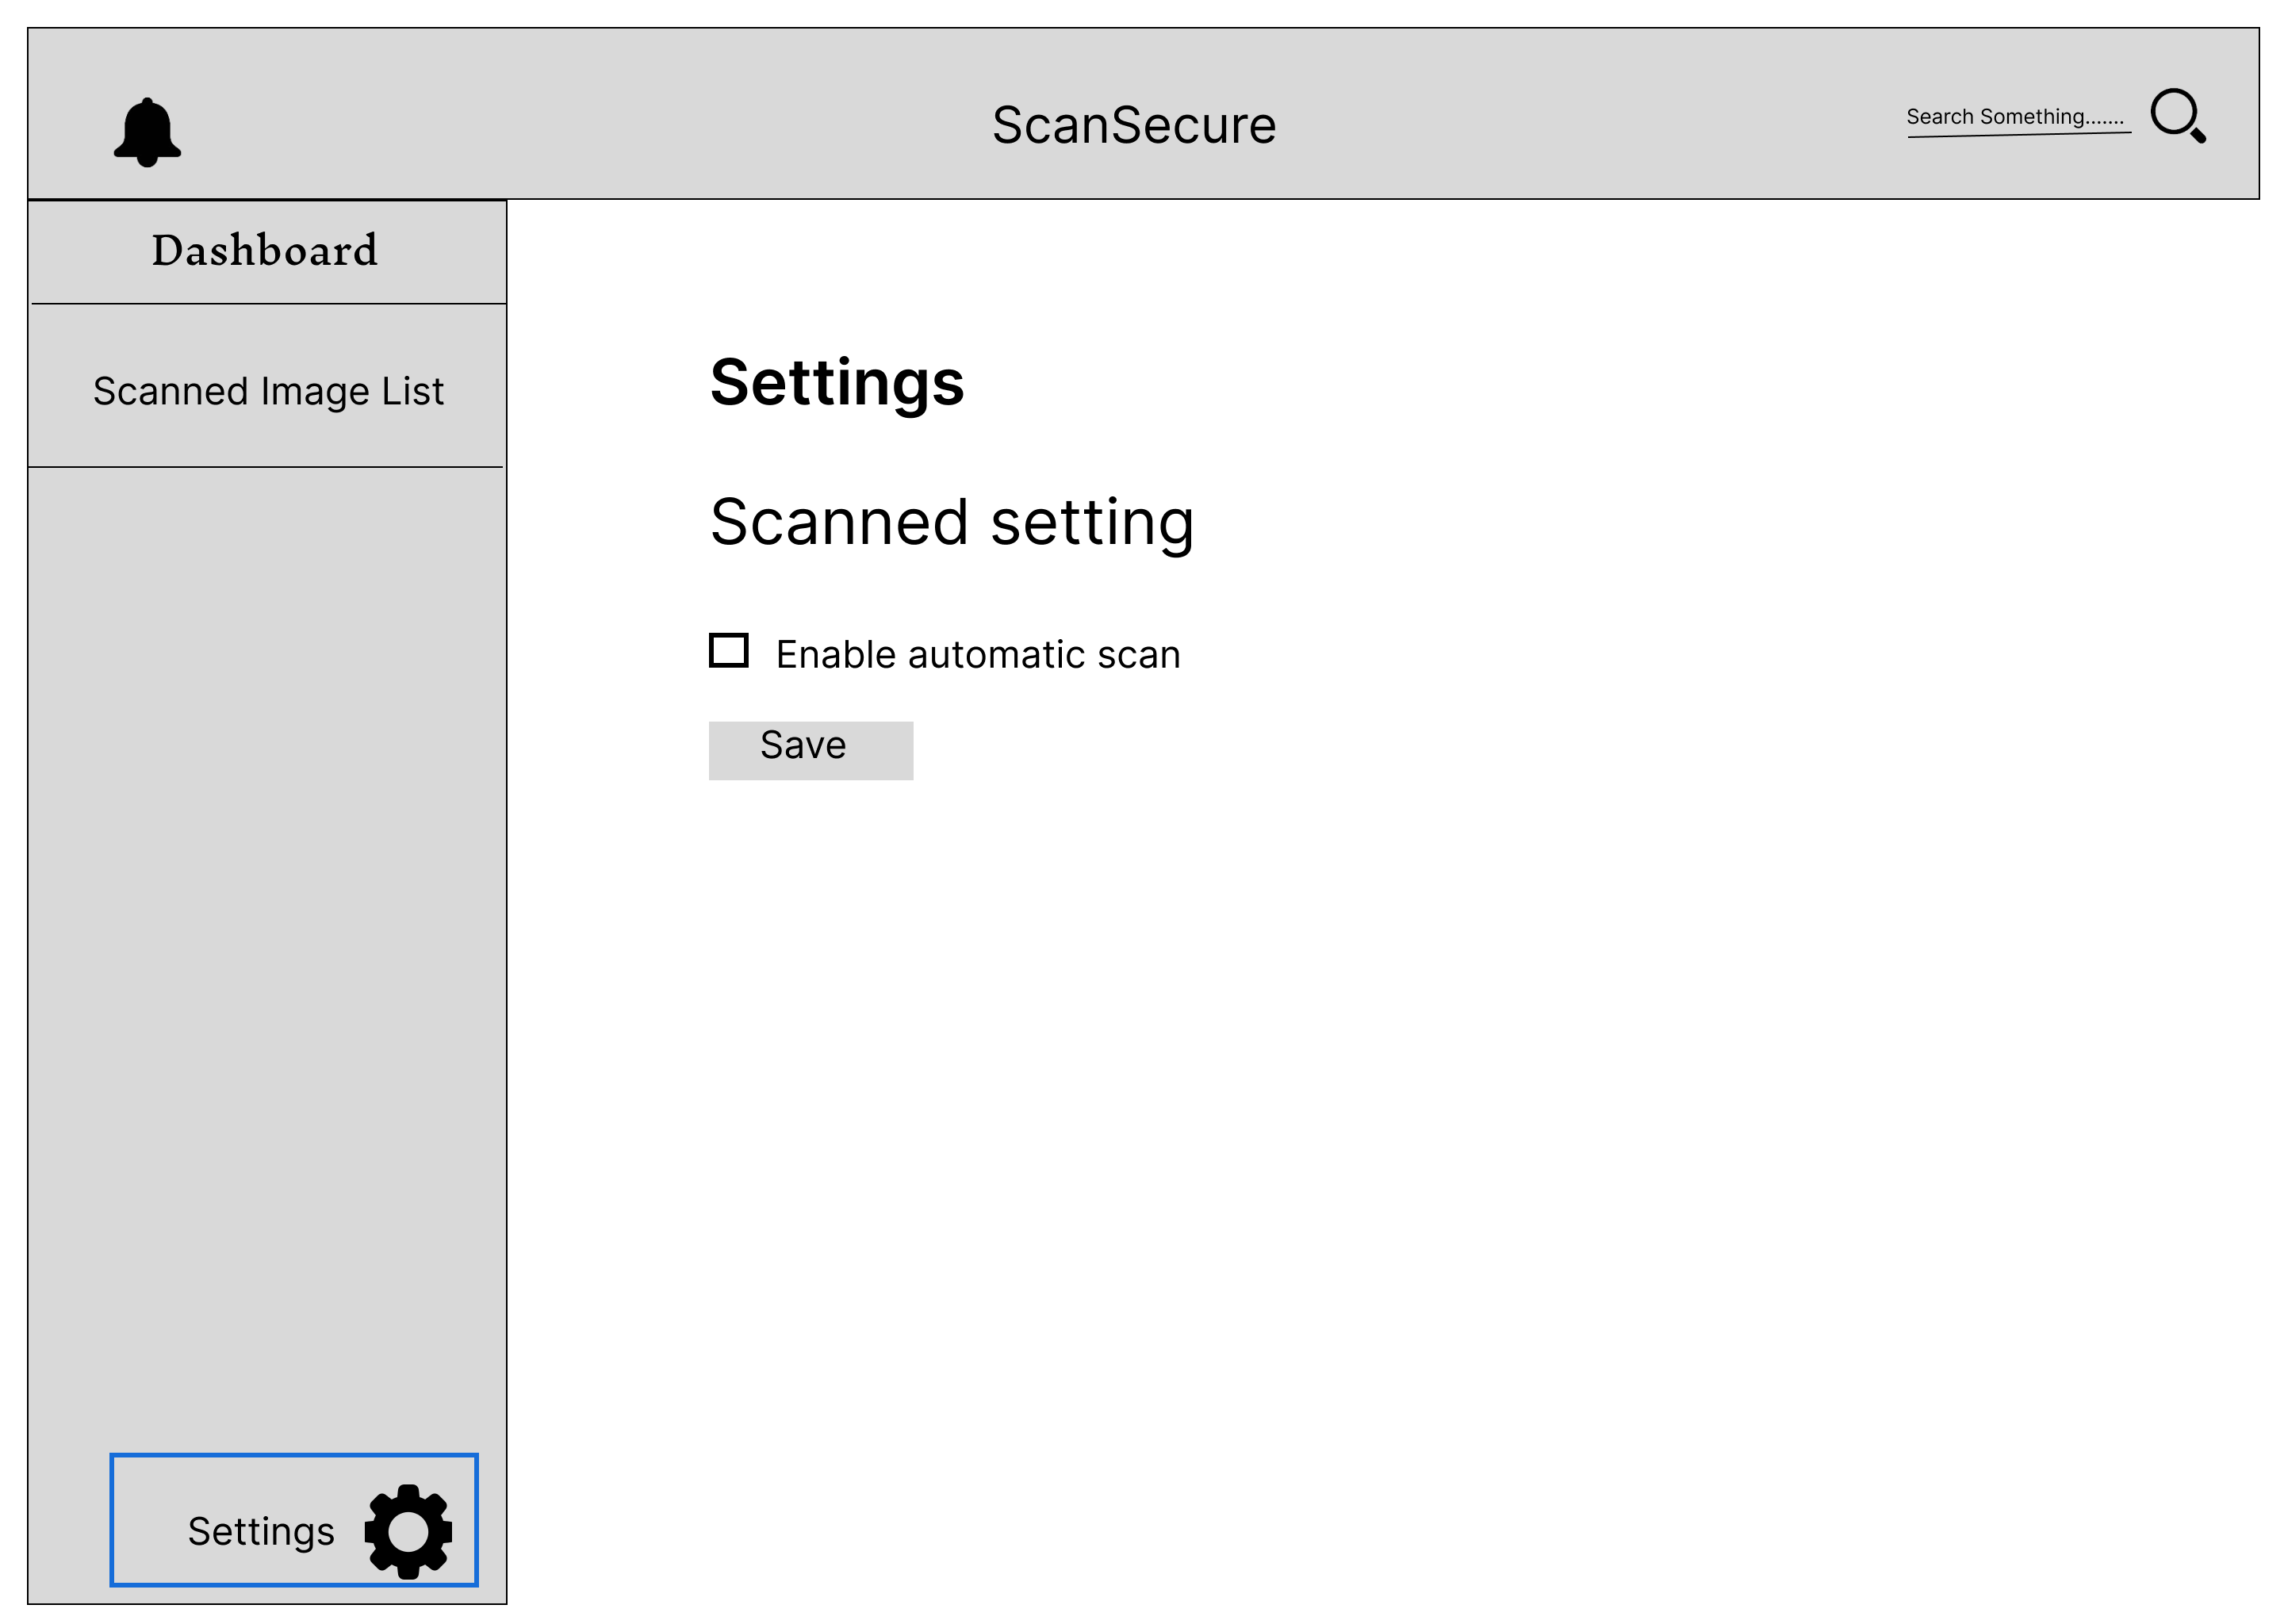 ScanSecure
Search Something.......
Dashboard
Scanned Image List
Settings
Scanned setting
Enable automatic scan
Save
Settings